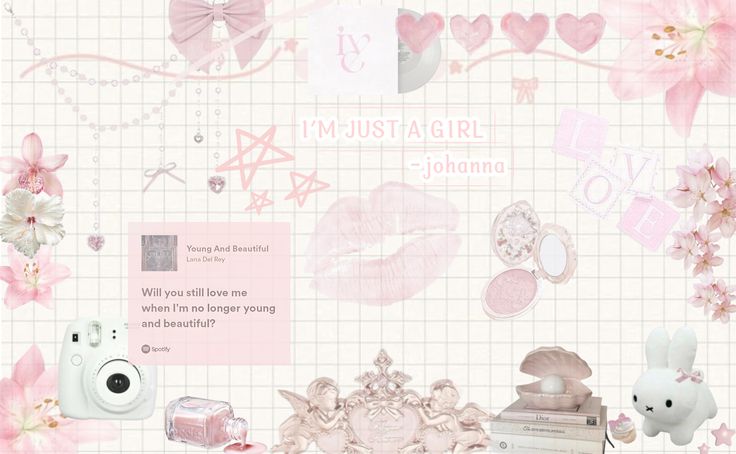 ive
I'M JUST A GIRL
-johanna
L
V
O
E
Young And Beautiful
Lana Del Rey
Will you still love me
when I'm no longer young
and beautiful?
Spotify
Dior